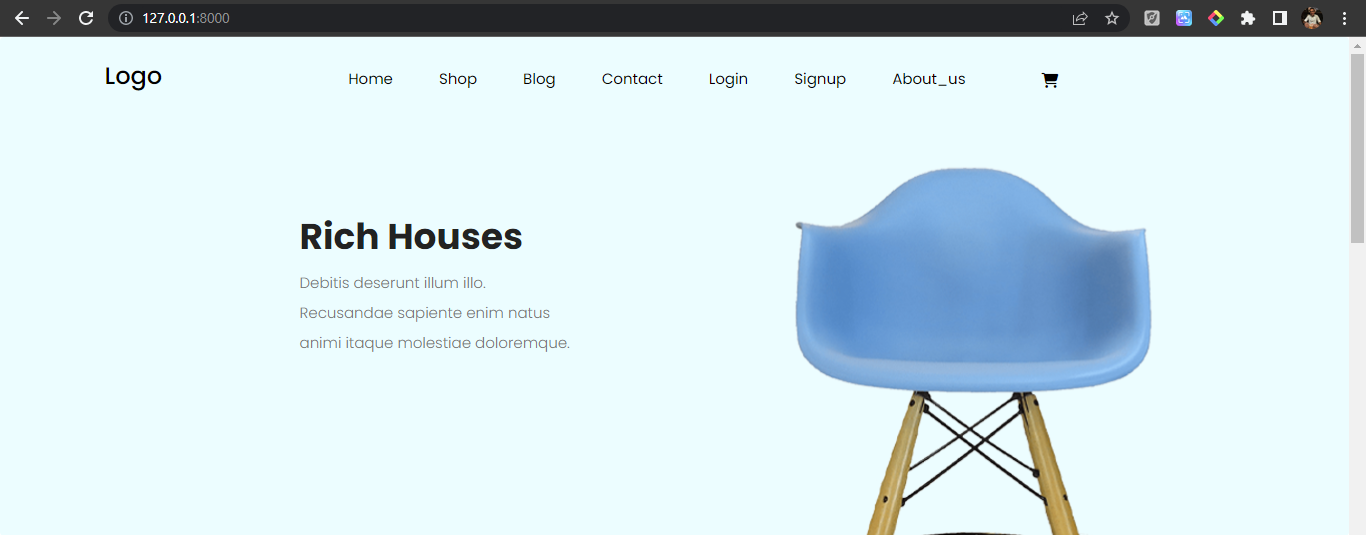 127.0.0.1:8000
Logo Home Shop Blog Contact Login Signup About_us
Rich Houses
Debitis deserunt illum illo.
Recusandae sapiente enim natus
animi itaque molestiae doloremque.